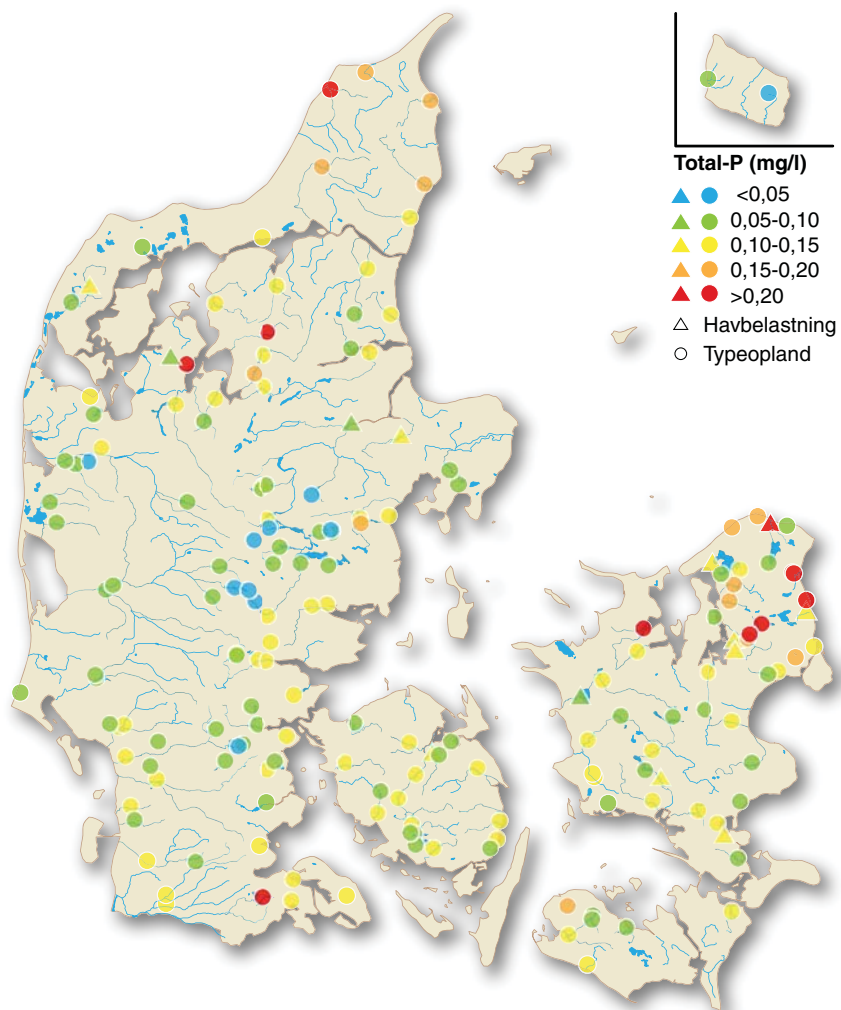 Total-P (mg/l)
<0,05
0,05-0,10
0,10-0,15
0,15-0,20
>0,20
Havbelastning
Typeopland